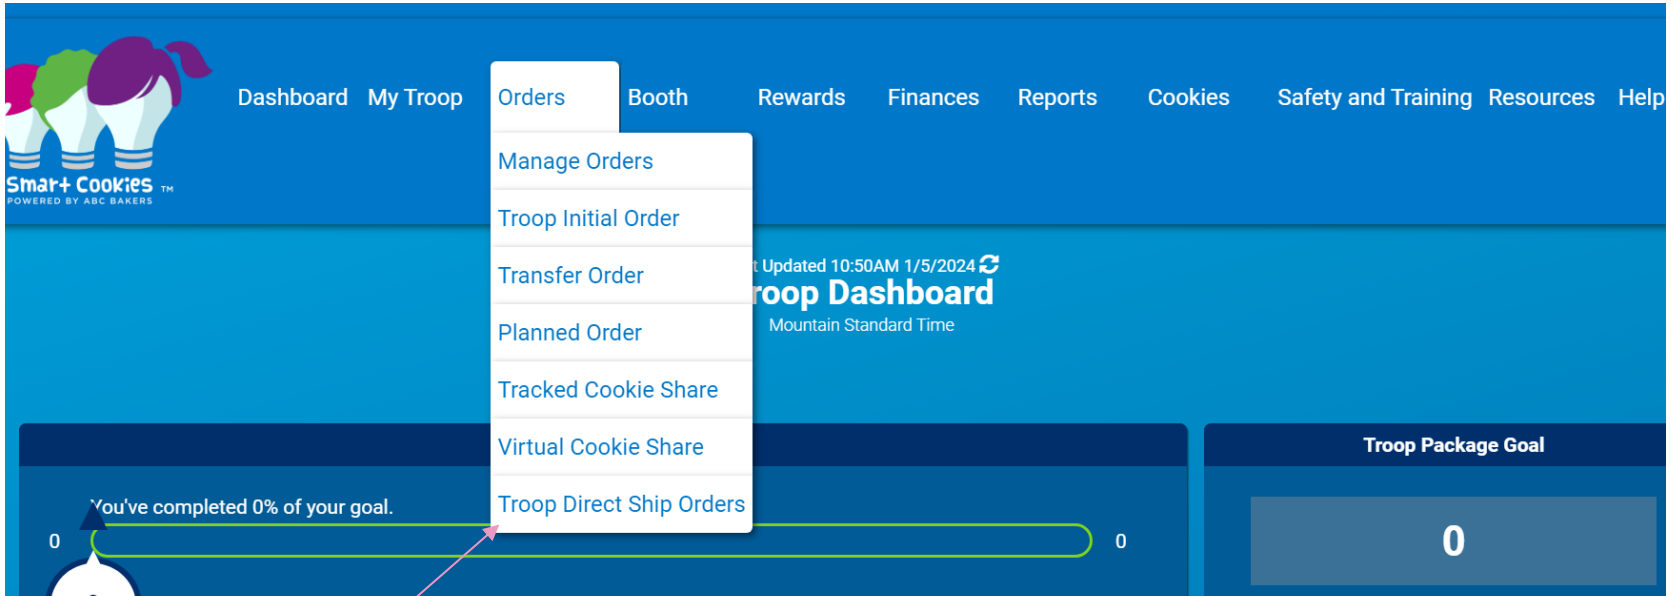 Dashboard My Troop Orders Booth Rewards Finances Reports Cookies Safety and Training Resources Help
Smart Cookies TM
POWERED BY ABC BAKERS
Manage Orders
Troop Initial Order
Transfer Order
Planned Order
Tracked Cookie Share
Virtual Cookie Share
Troop Direct Ship Orders
Updated 10:50AM 1/5/2024
Dashboard
Mountain Standard Time
You've completed 0% of your goal.
0 0
Troop Package Goal
0